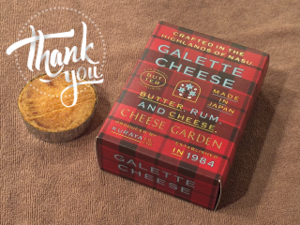 Thank
you
CRAFTED IN THE
HIGHLANDS OF NASU
GALETTE
CHEESE
MADE
IN
JAPAN
BUTTER, RUM,
AND CHEESE.
CHEESE GARDEN
ESTABLISHED
IN 1984
GALETTE
CHEESE